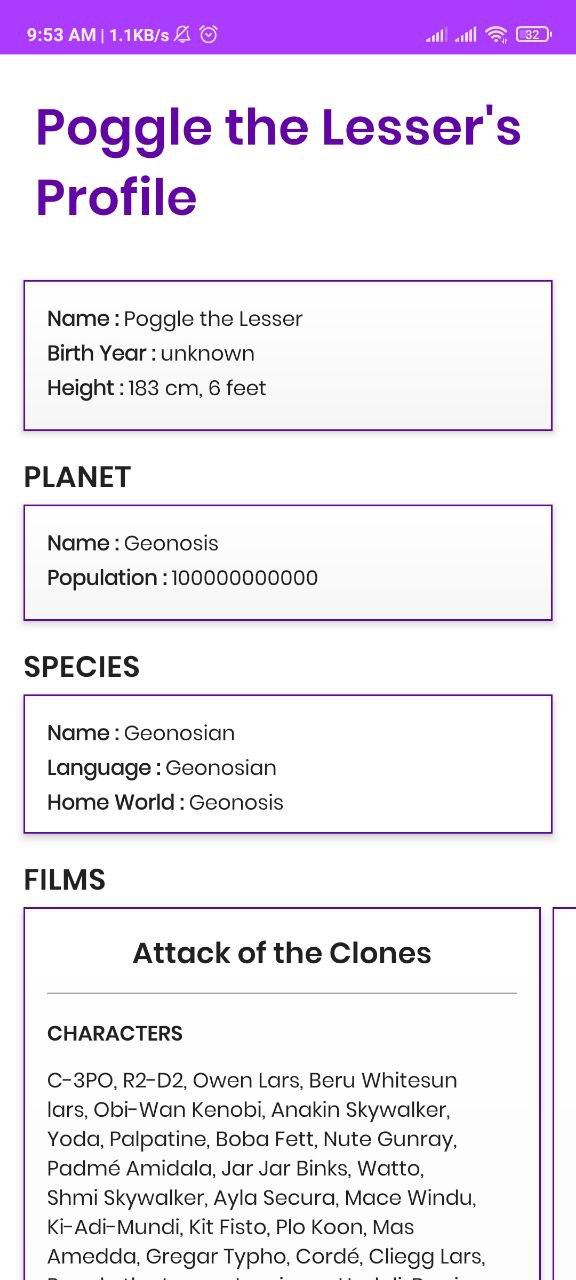 9:53 AM | 1.1KB/s 32
Poggle the Lesser's
Profile
Name : Poggle the Lesser
Birth Year : unknown
Height : 183 cm, 6 feet
PLANET
Name : Geonosis
Population : 100000000000
SPECIES
Name : Geonosian
Language : Geonosian
Home World : Geonosis
FILMS
Attack of the Clones
CHARACTERS
C-3PO, R2-D2, Owen Lars, Beru Whitesun
lars, Obi-Wan Kenobi, Anakin Skywalker,
Yoda, Palpatine, Boba Fett, Nute Gunray,
Padmé Amidala, Jar Jar Binks, Watto,
Shmi Skywalker, Ayla Secura, Mace Windu,
Ki-Adi-Mundi, Kit Fisto, Plo Koon, Mas
Amedda, Gregar Typho, Cordé, Cliegg Lars,